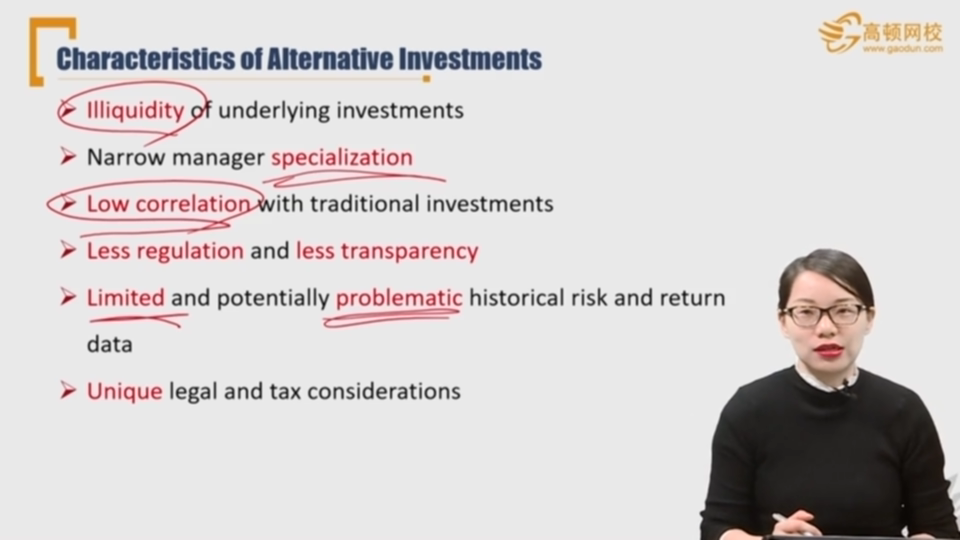 Characteristics of Alternative Investments
高顿网校
www.gaodun.com
Illiquidity of underlying investments
Narrow manager specialization
Low correlation with traditional investments
Less regulation and less transparency
Limited and potentially problematic historical risk and return
data
Unique legal and tax considerations